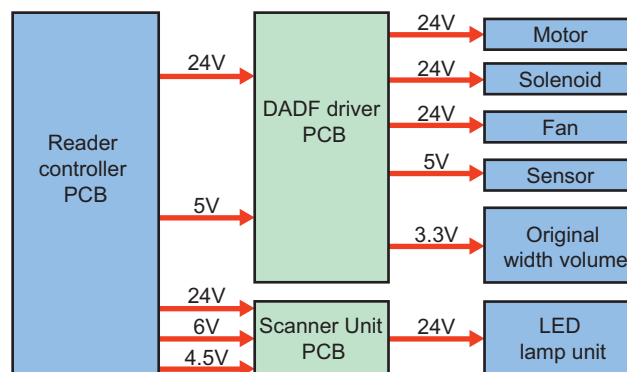 Reader
controller
PCB
24V
5V
24V
6V
4.5V
DADF driver
PCB
Scanner Unit
PCB
24V
24V
24V
5V
3.3V
24V
Motor
Solenoid
Fan
Sensor
Original
width volume
LED
lamp unit